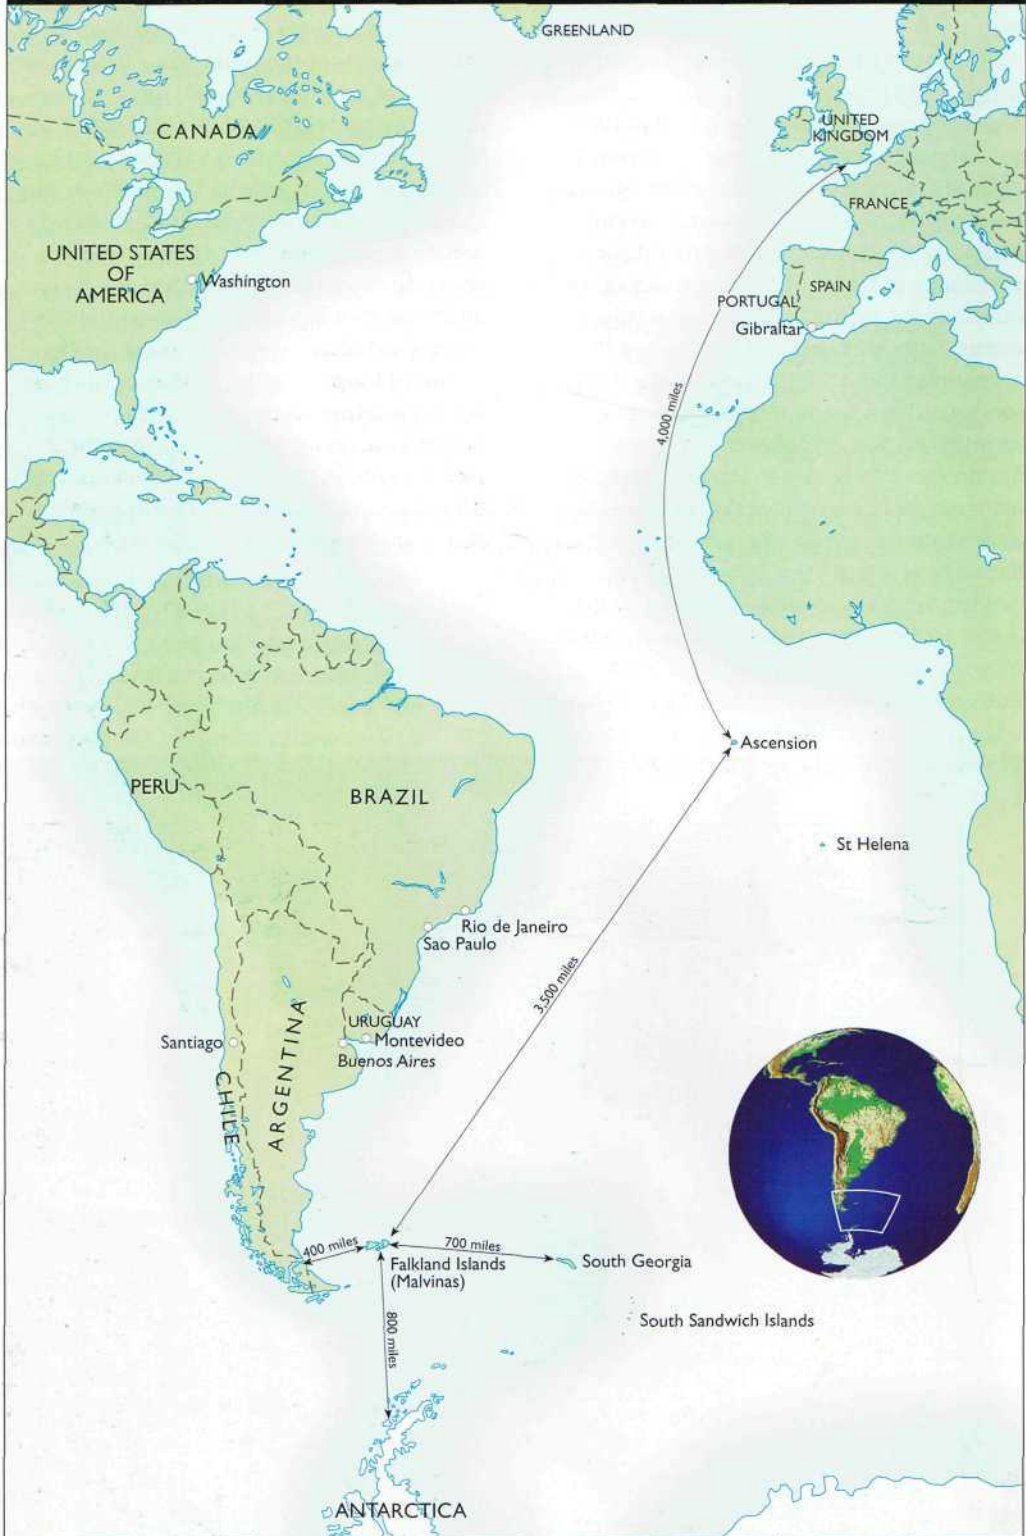 GREENLAND
CANADA
UNITED
KINGDOM
FRANCE
UNITED STATES
OF
AMERICA
Washington
SPAIN
PORTUGAL
Gibraltar
4,000 miles
Ascension
PERU
BRAZIL
St Helena
Rio de Janeiro
Sao Paulo
3,500 miles
URUGUAY
Santiago
Montevideo
Buenos Aires
CHILE
ARGENTINA
400 miles
700 miles
Falkland Islands
(Malvinas)
South Georgia
800 miles
South Sandwich Islands
ANTARCTICA